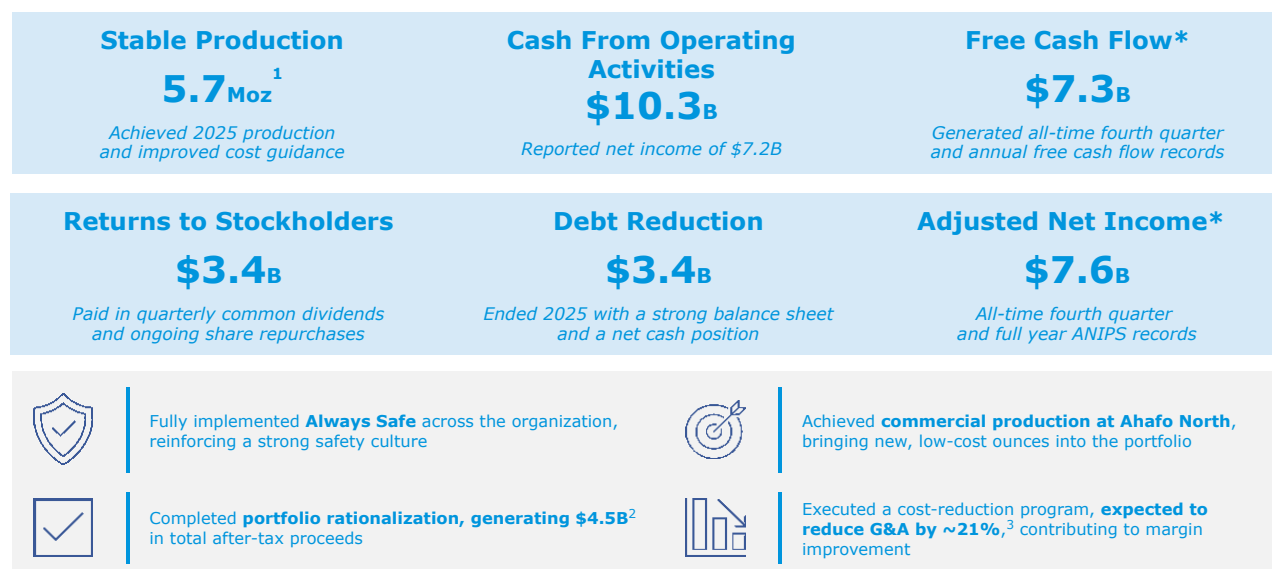 Stable Production
5.7Moz1
Achieved 2025 production
and improved cost guidance
Cash From Operating
Activities
$10.3B
Reported net income of $7.2B
Free Cash Flow*
$7.3B
Generated all-time fourth quarter
and annual free cash flow records
Returns to Stockholders
$3.4B
Paid in quarterly common dividends
and ongoing share repurchases
Debt Reduction
$3.4B
Ended 2025 with a strong balance sheet
and a net cash position
Adjusted Net Income*
$7.6B
All-time fourth quarter
and full year ANIPS records
Fully implemented Always Safe across the organization,
reinforcing a strong safety culture
Achieved commercial production at Ahafo North,
bringing new, low-cost ounces into the portfolio
Completed portfolio rationalization, generating $4.5B2
in total after-tax proceeds
Executed a cost-reduction program, expected to
reduce G&A by ~21%,3 contributing to margin
improvement